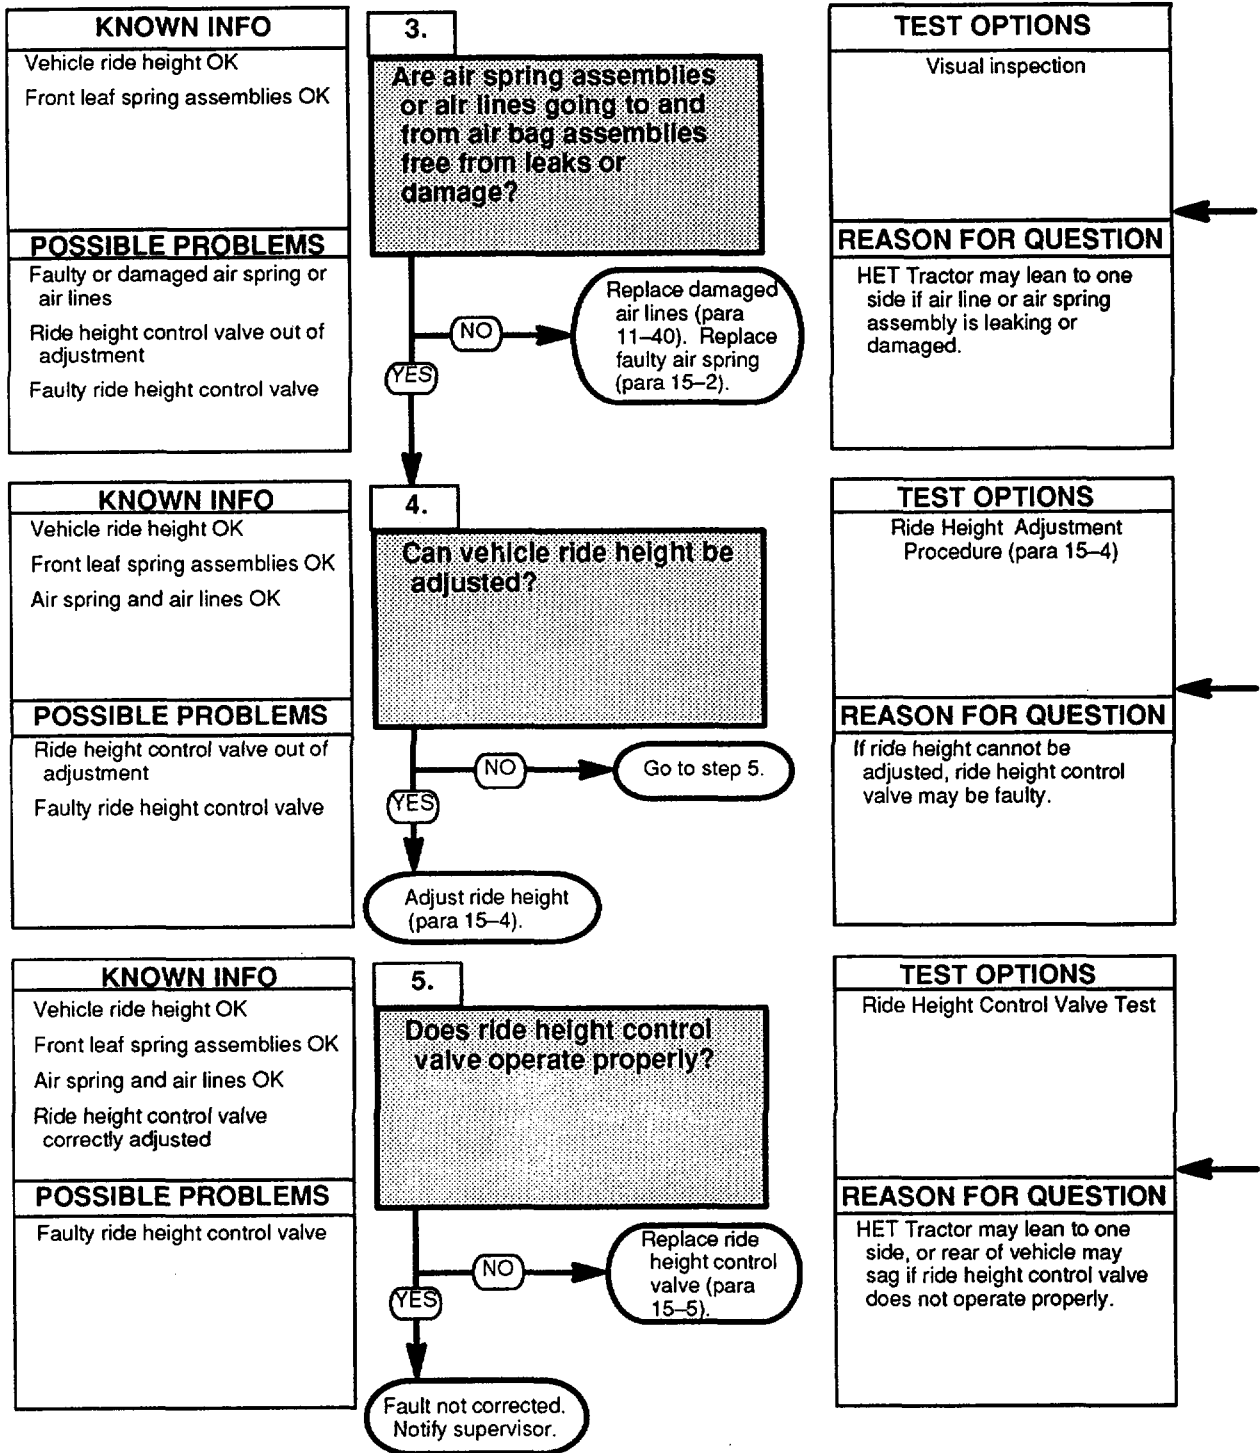 KNOWN INFO
Vehicle ride height OK
Front leaf spring assemblies OK
POSSIBLE PROBLEMS
Faulty or damaged air spring or
air lines
Ride height control valve out of
adjustment
Faulty ride height control valve
3.
Are air spring assemblies
or air lines going to and
from air bag assemblies
free from leaks or
damage?
NO
Replace damaged
air lines (para
11–40). Replace
faulty air spring
(para 15–2).
YES
TEST OPTIONS
Visual inspection
REASON FOR QUESTION
HET Tractor may lean to one
side if air line or air spring
assembly is leaking or
damaged.
KNOWN INFO
Vehicle ride height OK
Front leaf spring assemblies OK
Air spring and air lines OK
POSSIBLE PROBLEMS
Ride height control valve out of
adjustment
Faulty ride height control valve
4.
Can vehicle ride height be
adjusted?
NO
Go to step 5.
YES
Adjust ride height
(para 15–4).
TEST OPTIONS
Ride Height Adjustment
Procedure (para 15–4)
REASON FOR QUESTION
If ride height cannot be
adjusted, ride height control
valve may be faulty.
KNOWN INFO
Vehicle ride height OK
Front leaf spring assemblies OK
Air spring and air lines OK
Ride height control valve
correctly adjusted
POSSIBLE PROBLEMS
Faulty ride height control valve
5.
Does ride height control
valve operate properly?
NO
Replace ride
height control
valve (para
15–5).
YES
Fault not corrected.
Notify supervisor.
TEST OPTIONS
Ride Height Control Valve Test
REASON FOR QUESTION
HET Tractor may lean to one
side, or rear of vehicle may
sag if ride height control valve
does not operate properly.